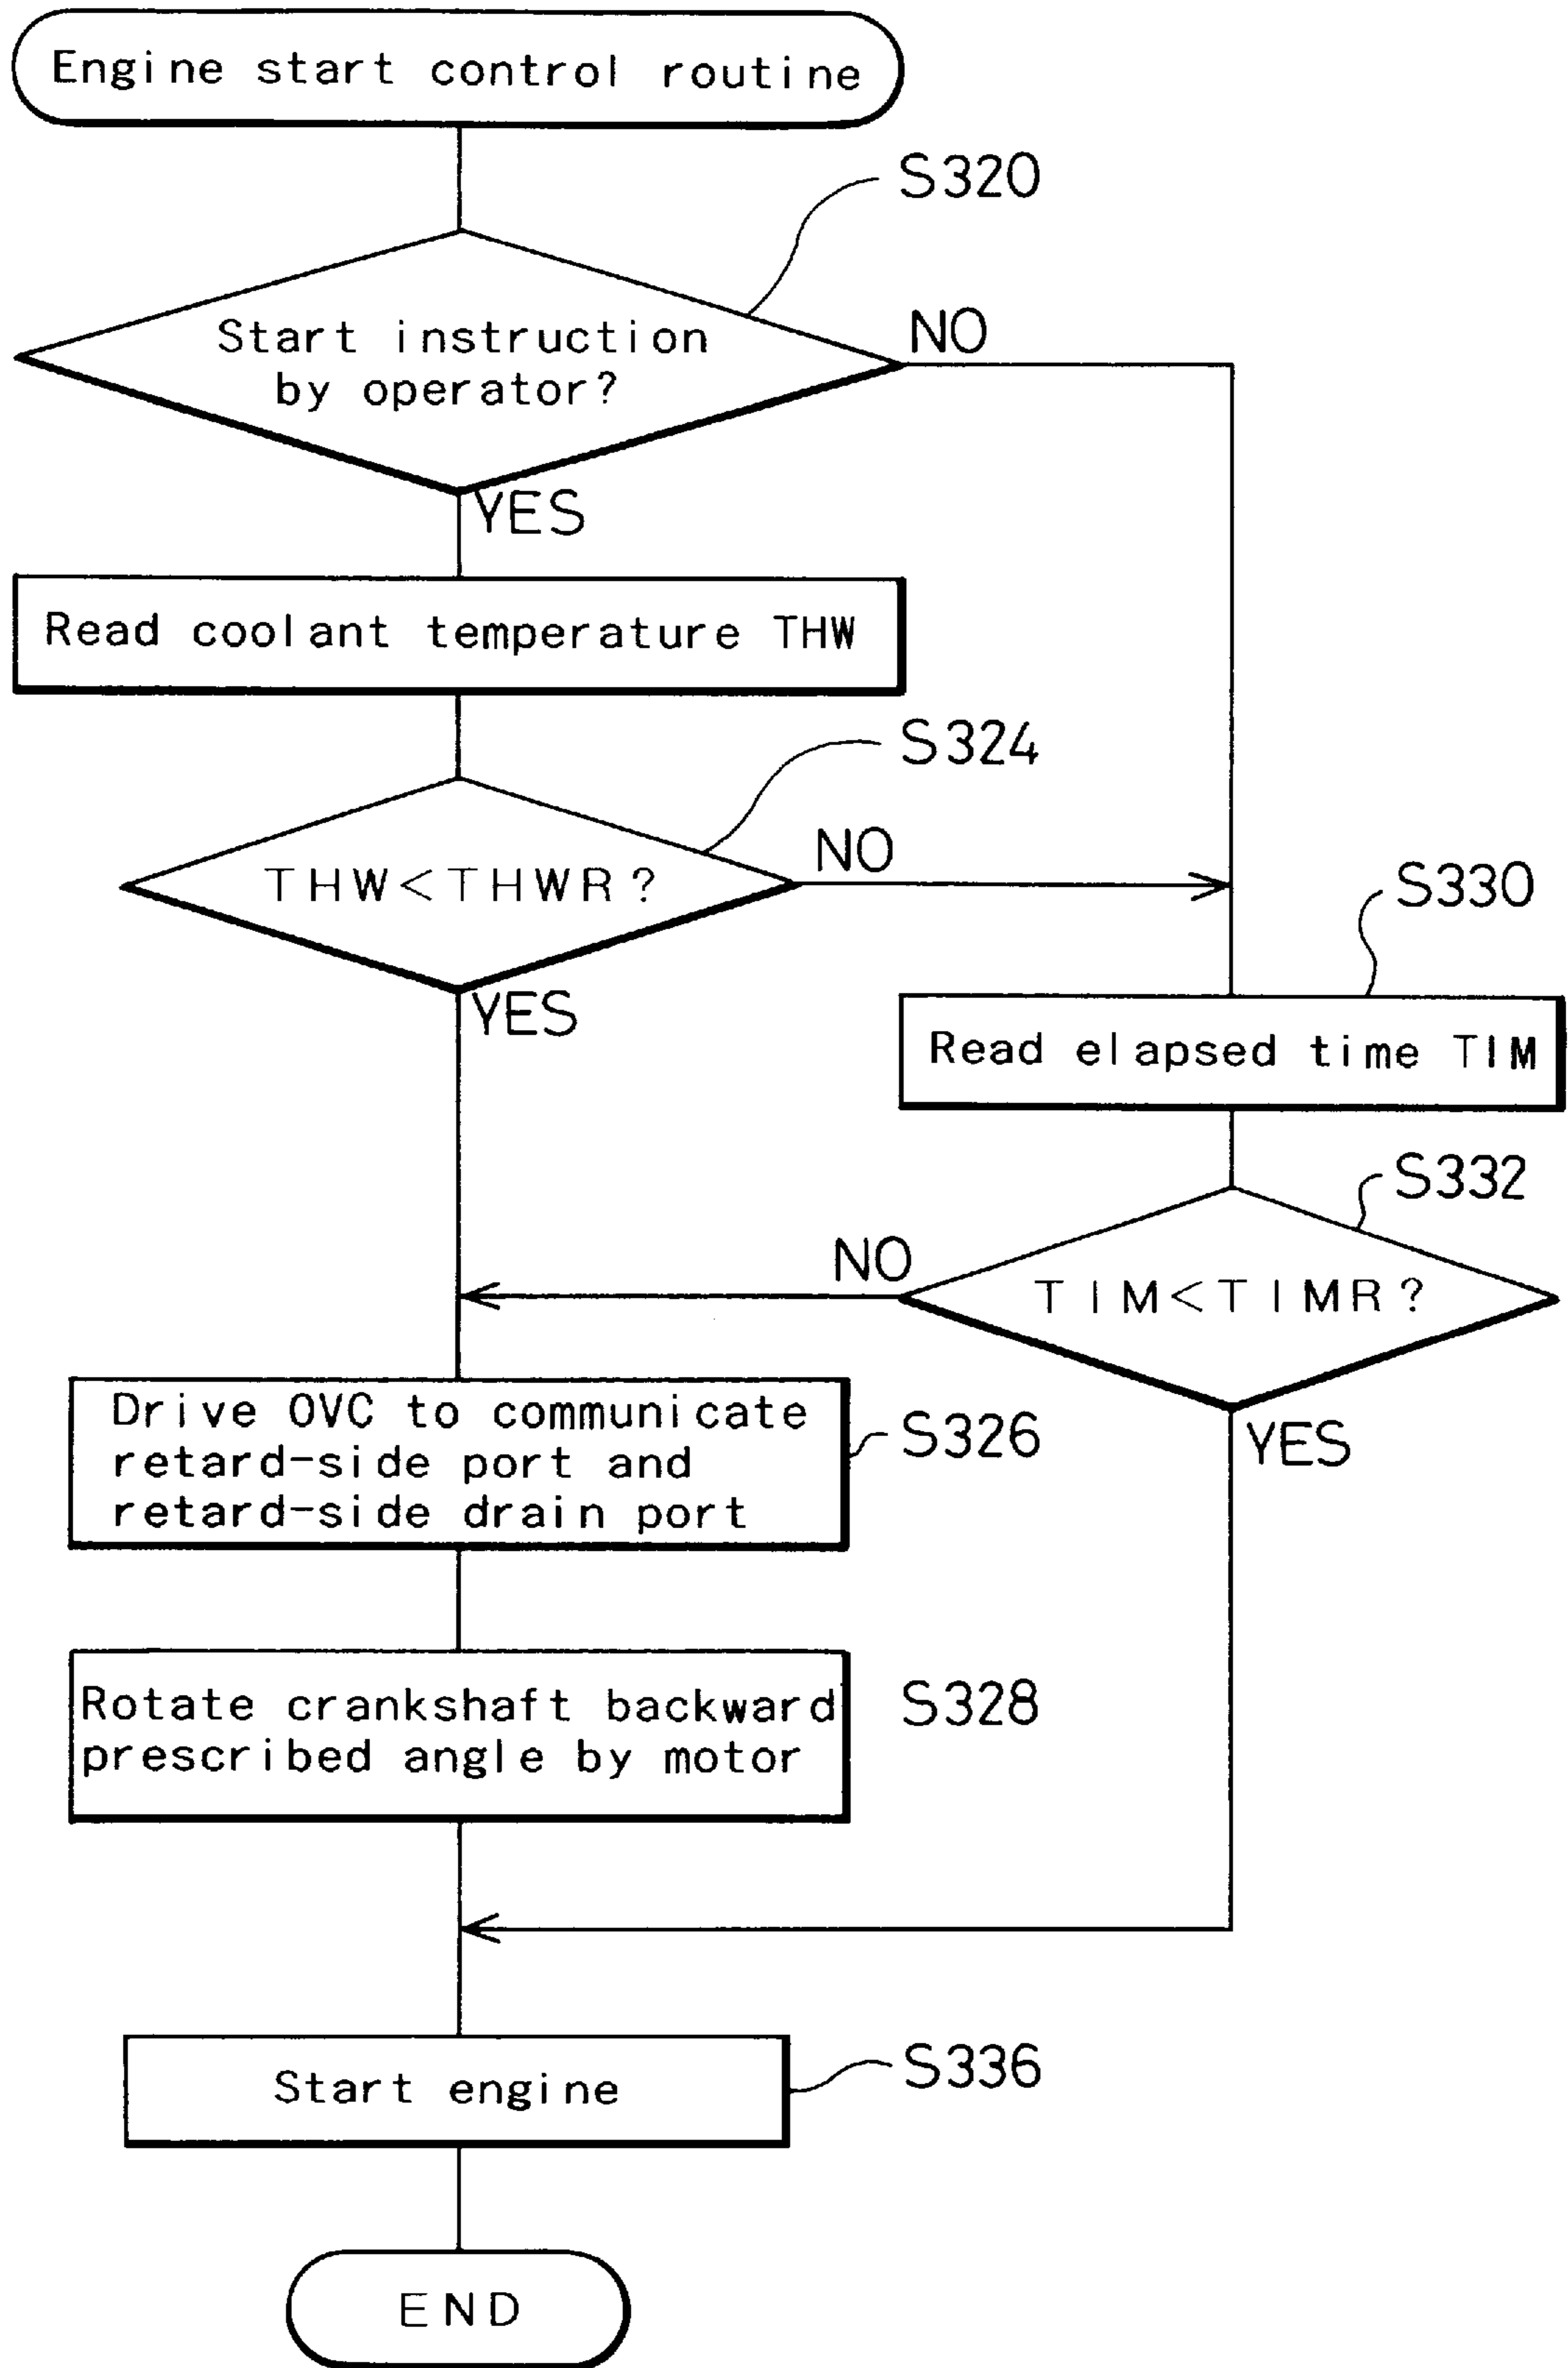 Engine start control routine
S320
Start instruction
by operator?
NO
YES
Read coolant temperature THW
S324
THW<THWR?
NO
YES
S330
Read elapsed time TIM
S332
TIM<TIMR?
NO
YES
Drive OVC to communicate
retard-side port and
retard-side drain port
S326
Rotate crankshaft backward
prescribed angle by motor
S328
Start engine
S336
END